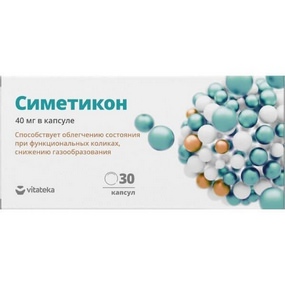 Симетикон
40 мг в капсуле
Способствует облегчению состояния
при функциональных коликах,
снижению газообразования
vitateka
30
капсул